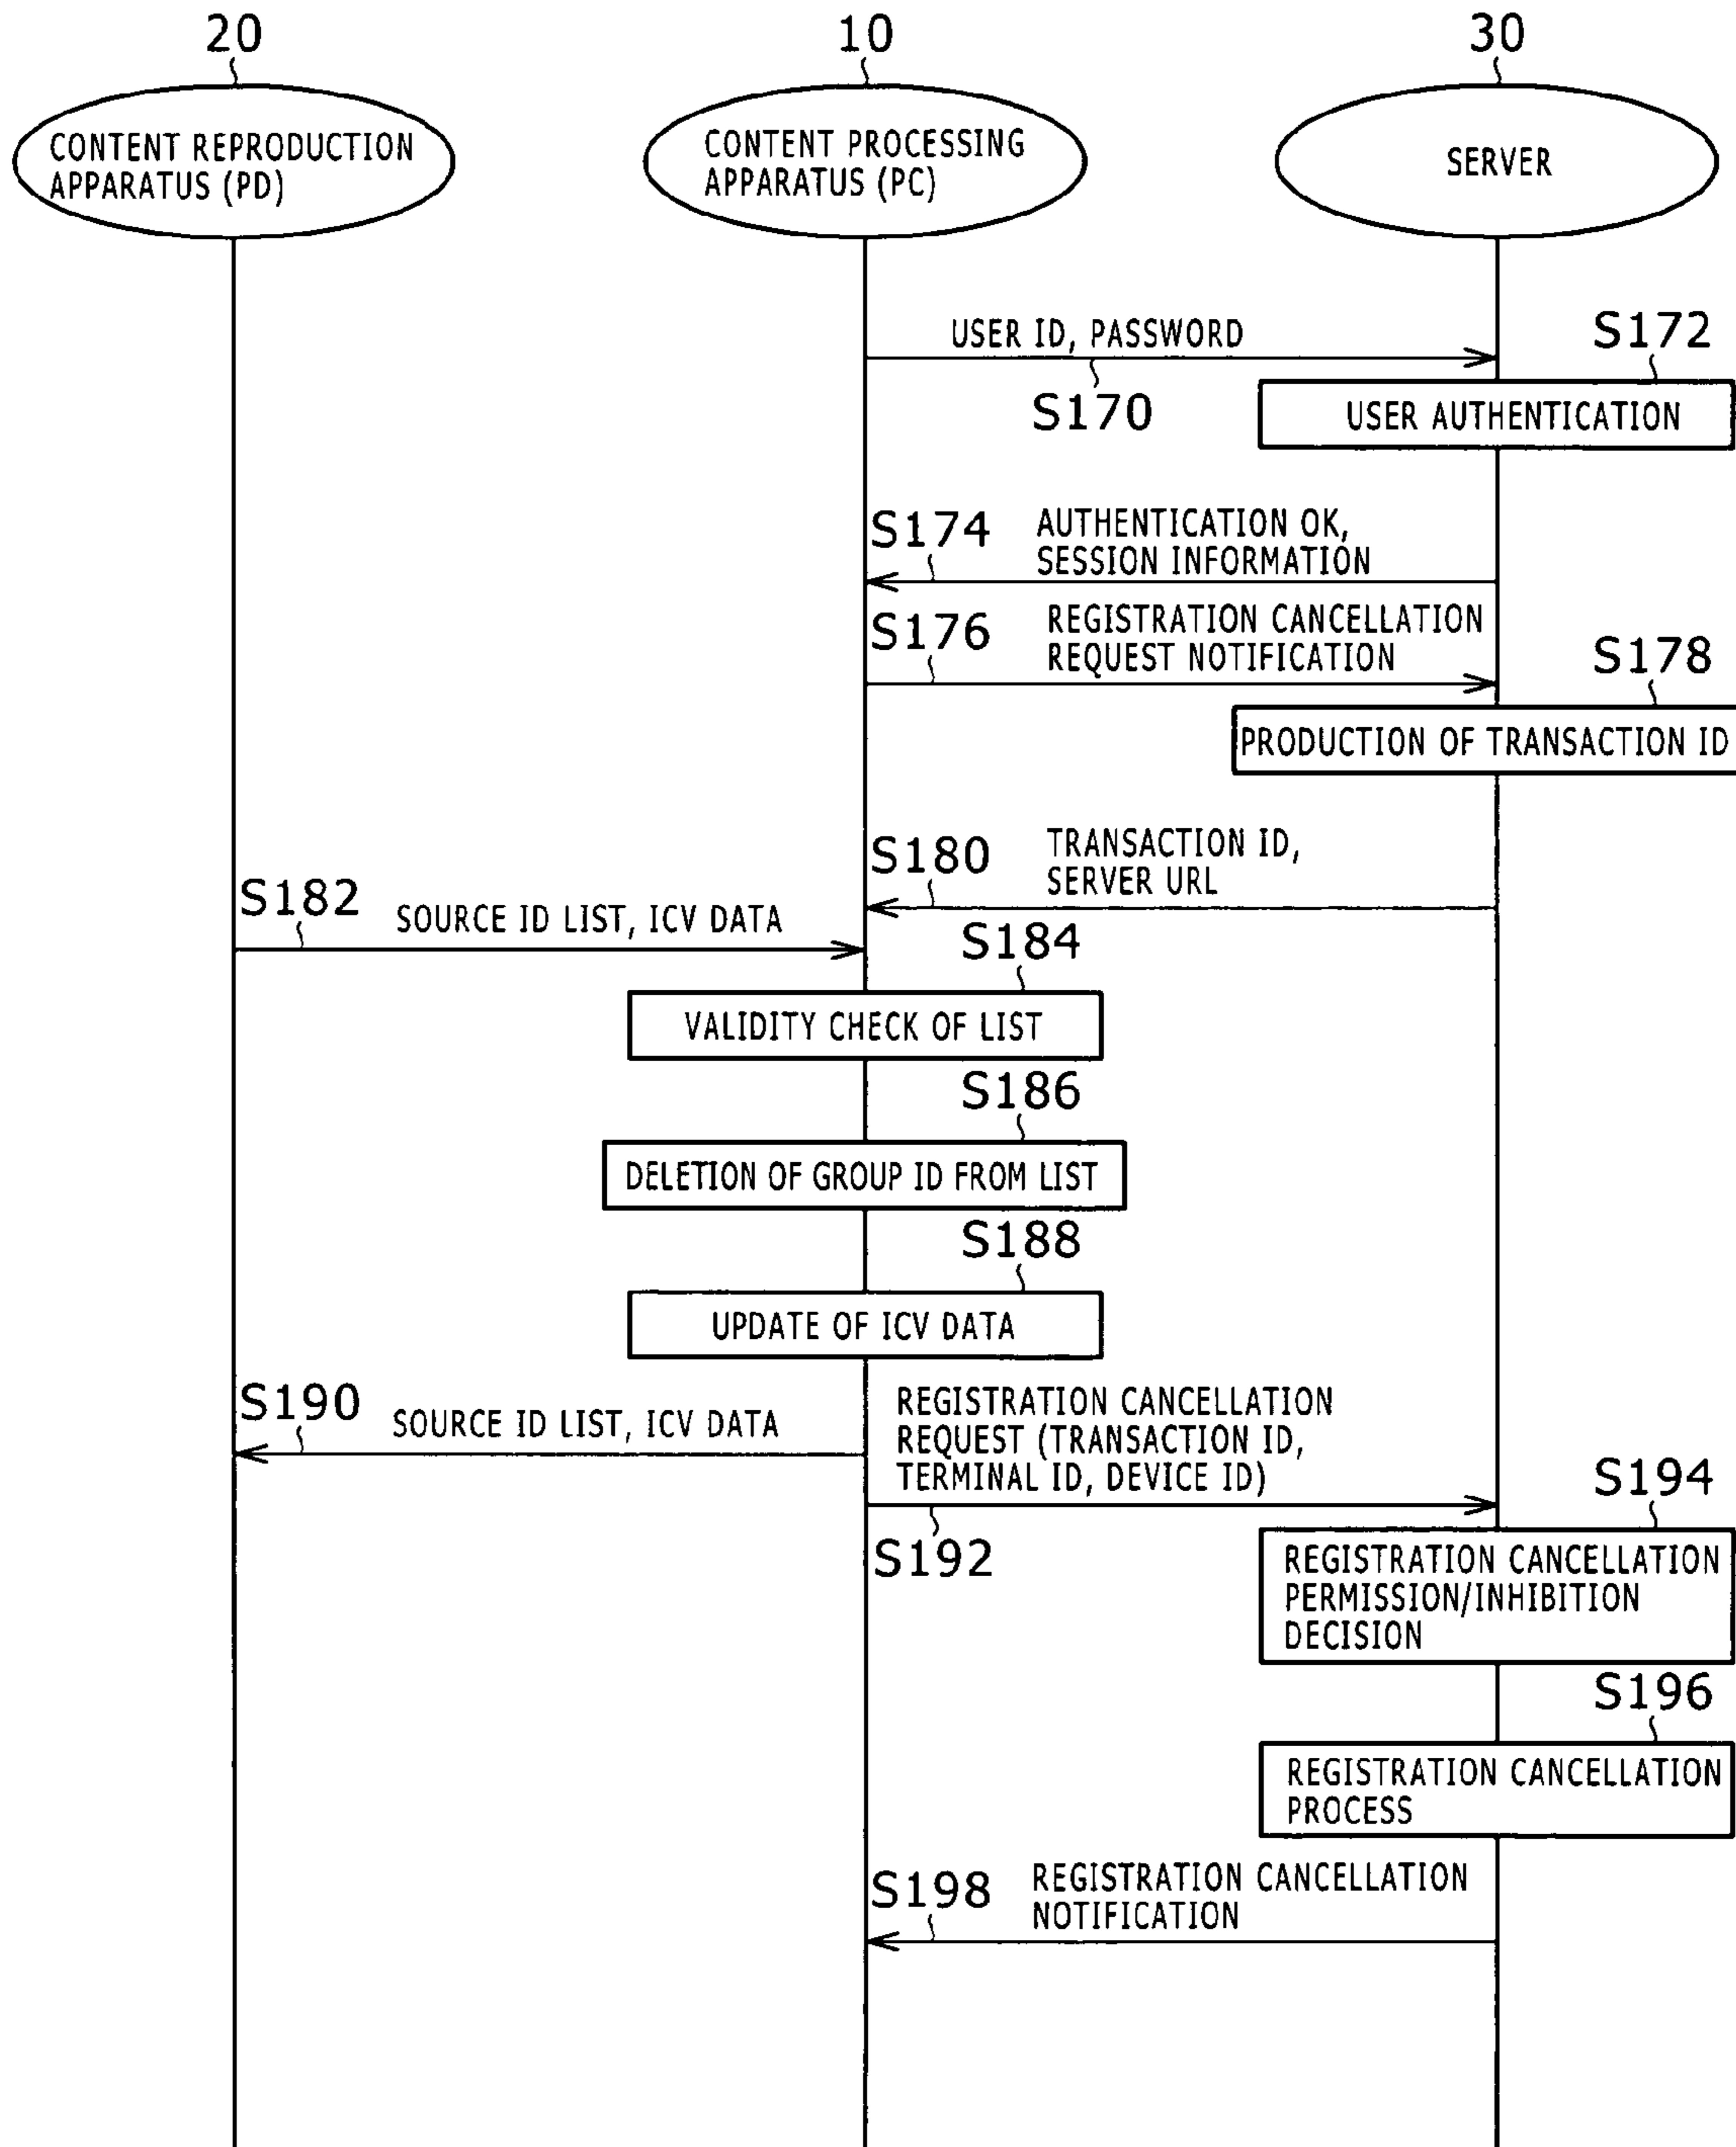 20
10
30
CONTENT REPRODUCTION
APPARATUS (PD)
CONTENT PROCESSING
APPARATUS (PC)
SERVER
USER ID, PASSWORD
S170
S172
USER AUTHENTICATION
S174
AUTHENTICATION OK,
SESSION INFORMATION
S176
REGISTRATION CANCELLATION
REQUEST NOTIFICATION
S178
PRODUCTION OF TRANSACTION ID
S180
TRANSACTION ID,
SERVER URL
S182
SOURCE ID LIST, ICV DATA
S184
VALIDITY CHECK OF LIST
S186
DELETION OF GROUP ID FROM LIST
S188
UPDATE OF ICV DATA
S190
SOURCE ID LIST, ICV DATA
REGISTRATION CANCELLATION
REQUEST (TRANSACTION ID,
TERMINAL ID, DEVICE ID)
S192
S194
REGISTRATION CANCELLATION
PERMISSION/INHIBITION
DECISION
S196
REGISTRATION CANCELLATION
PROCESS
S198
REGISTRATION CANCELLATION
NOTIFICATION